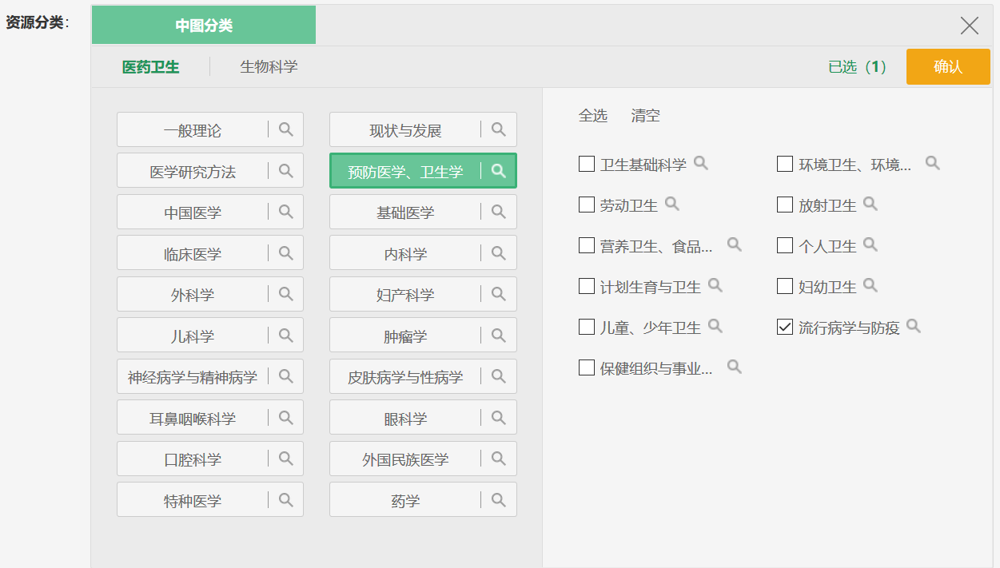 资源分类:
中图分类
医药卫生
生物科学
已选（1）
确认
一般理论
现状与发展
医学研究方法
预防医学、卫生学
中国医学
基础医学
临床医学
内科学
外科学
妇产科学
儿科学
肿瘤学
神经病学与精神病学
皮肤病学与性病学
耳鼻咽喉科学
眼科学
口腔科学
外国民族医学
特种医学
药学
全选
清空
卫生基础科学
环境卫生、环境...
劳动卫生
放射卫生
营养卫生、食品...
个人卫生
计划生育与卫生
妇幼卫生
儿童、少年卫生
流行病学与防疫
保健组织与事业...